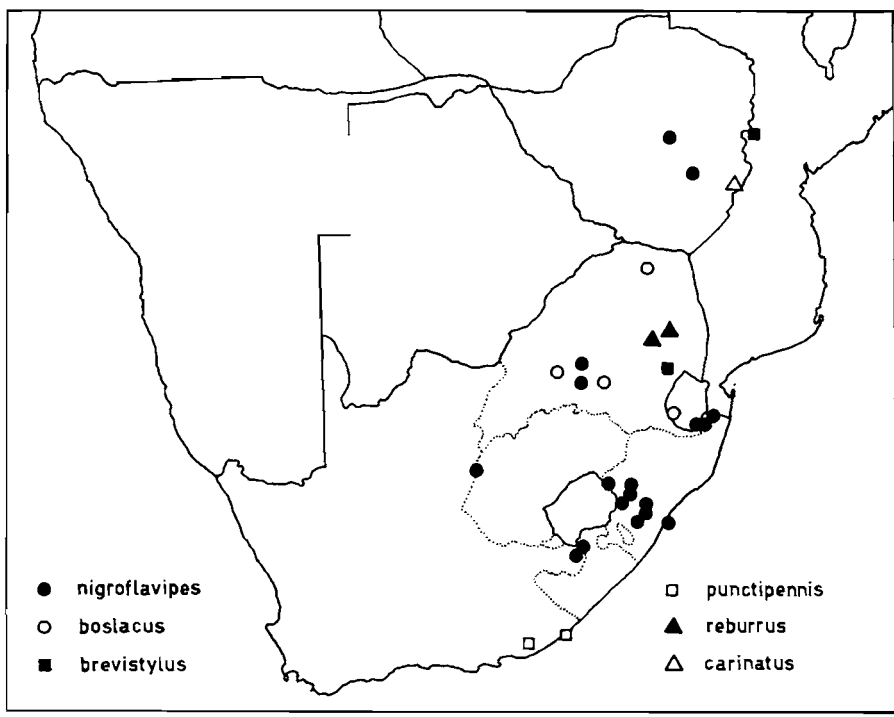 nigroflavipes
boslacus
brevistylus
punctipennis
reburrus
carinatus